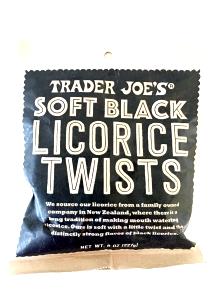 TRADER JOE'S®
SOFT BLACK
LICORICE
TWISTS
We source our licorice from a family owned
company in New Zealand, where there is a
long tradition of making mouth watering
licorice. Ours is soft with a little twist and the
distinctly strong flavor of black licorice.
NET WT. 8 OZ (227g)